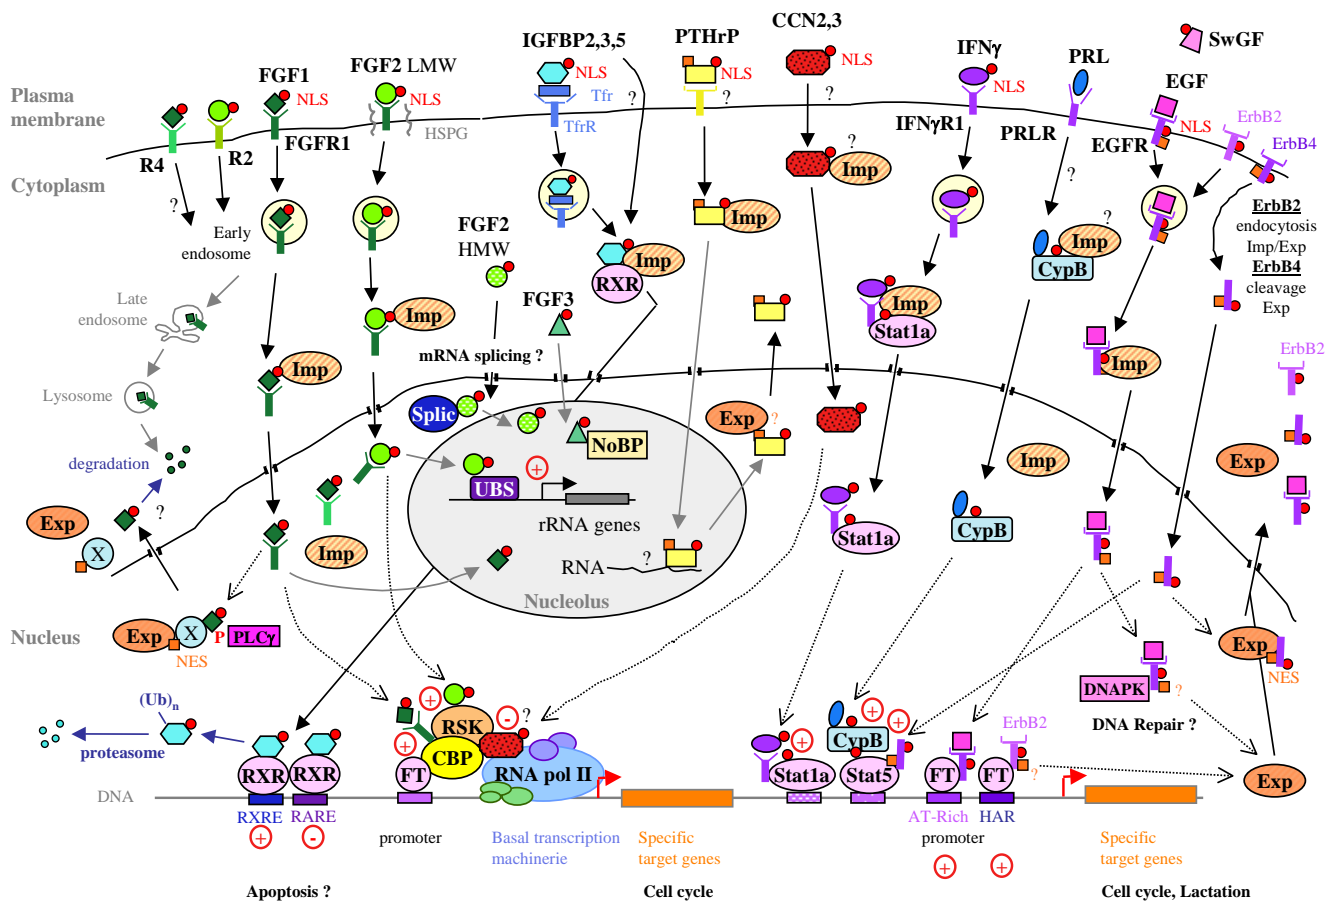 CCN2,3
SwGF
IGFBP2,3,5
PTHrP
IFNγ
PRL
EGF
FGF1
FGF2 LMW
NLS
NLS
NLS
NLS
NLS
NLS
NLS
Tfr
?
?
?
Plasma
membrane
HSPG
TfrR
IFNγR1
PRLR
EGFR
ErbB2
ErbB4
R4
R2
FGFR1
?
Imp
?
Cytoplasm
?
ErbB2
endocytosis
Imp/Exp
ErbB4
cleavage
Exp
Early
endosome
FGF2
HMW
Imp
?
Imp
CypB
Imp
RXR
Late
endosome
FGF3
Imp
Imp
Stat1a
mRNA splicing ?
Imp
Imp
ErbB2
Lysosome
Splic
Exp
?
NoBP
degradation
Imp
Exp
UBS
+
rRNA genes
Exp
X
?
Imp
Stat1a
CypB
RNA
?
Nucleolus
Nucleus
Exp
X
P
PLCγ
NES
Exp
NES
DNAPK
?
DNA Repair ?
(Ub)n
proteasome
+
RSK
-
?
+
CBP
+
+
+
CypB
ErbB2
?
RXR
RXR
FT
RNA pol II
Stat1a
Stat5
FT
FT
Exp
DNA
RXRE
RARE
AT-Rich
HAR
+
-
promoter
Basal transcription
machinerie
Specific
target genes
promoter
+
+
Specific
target genes
Apoptosis ?
Cell cycle
Cell cycle, Lactation